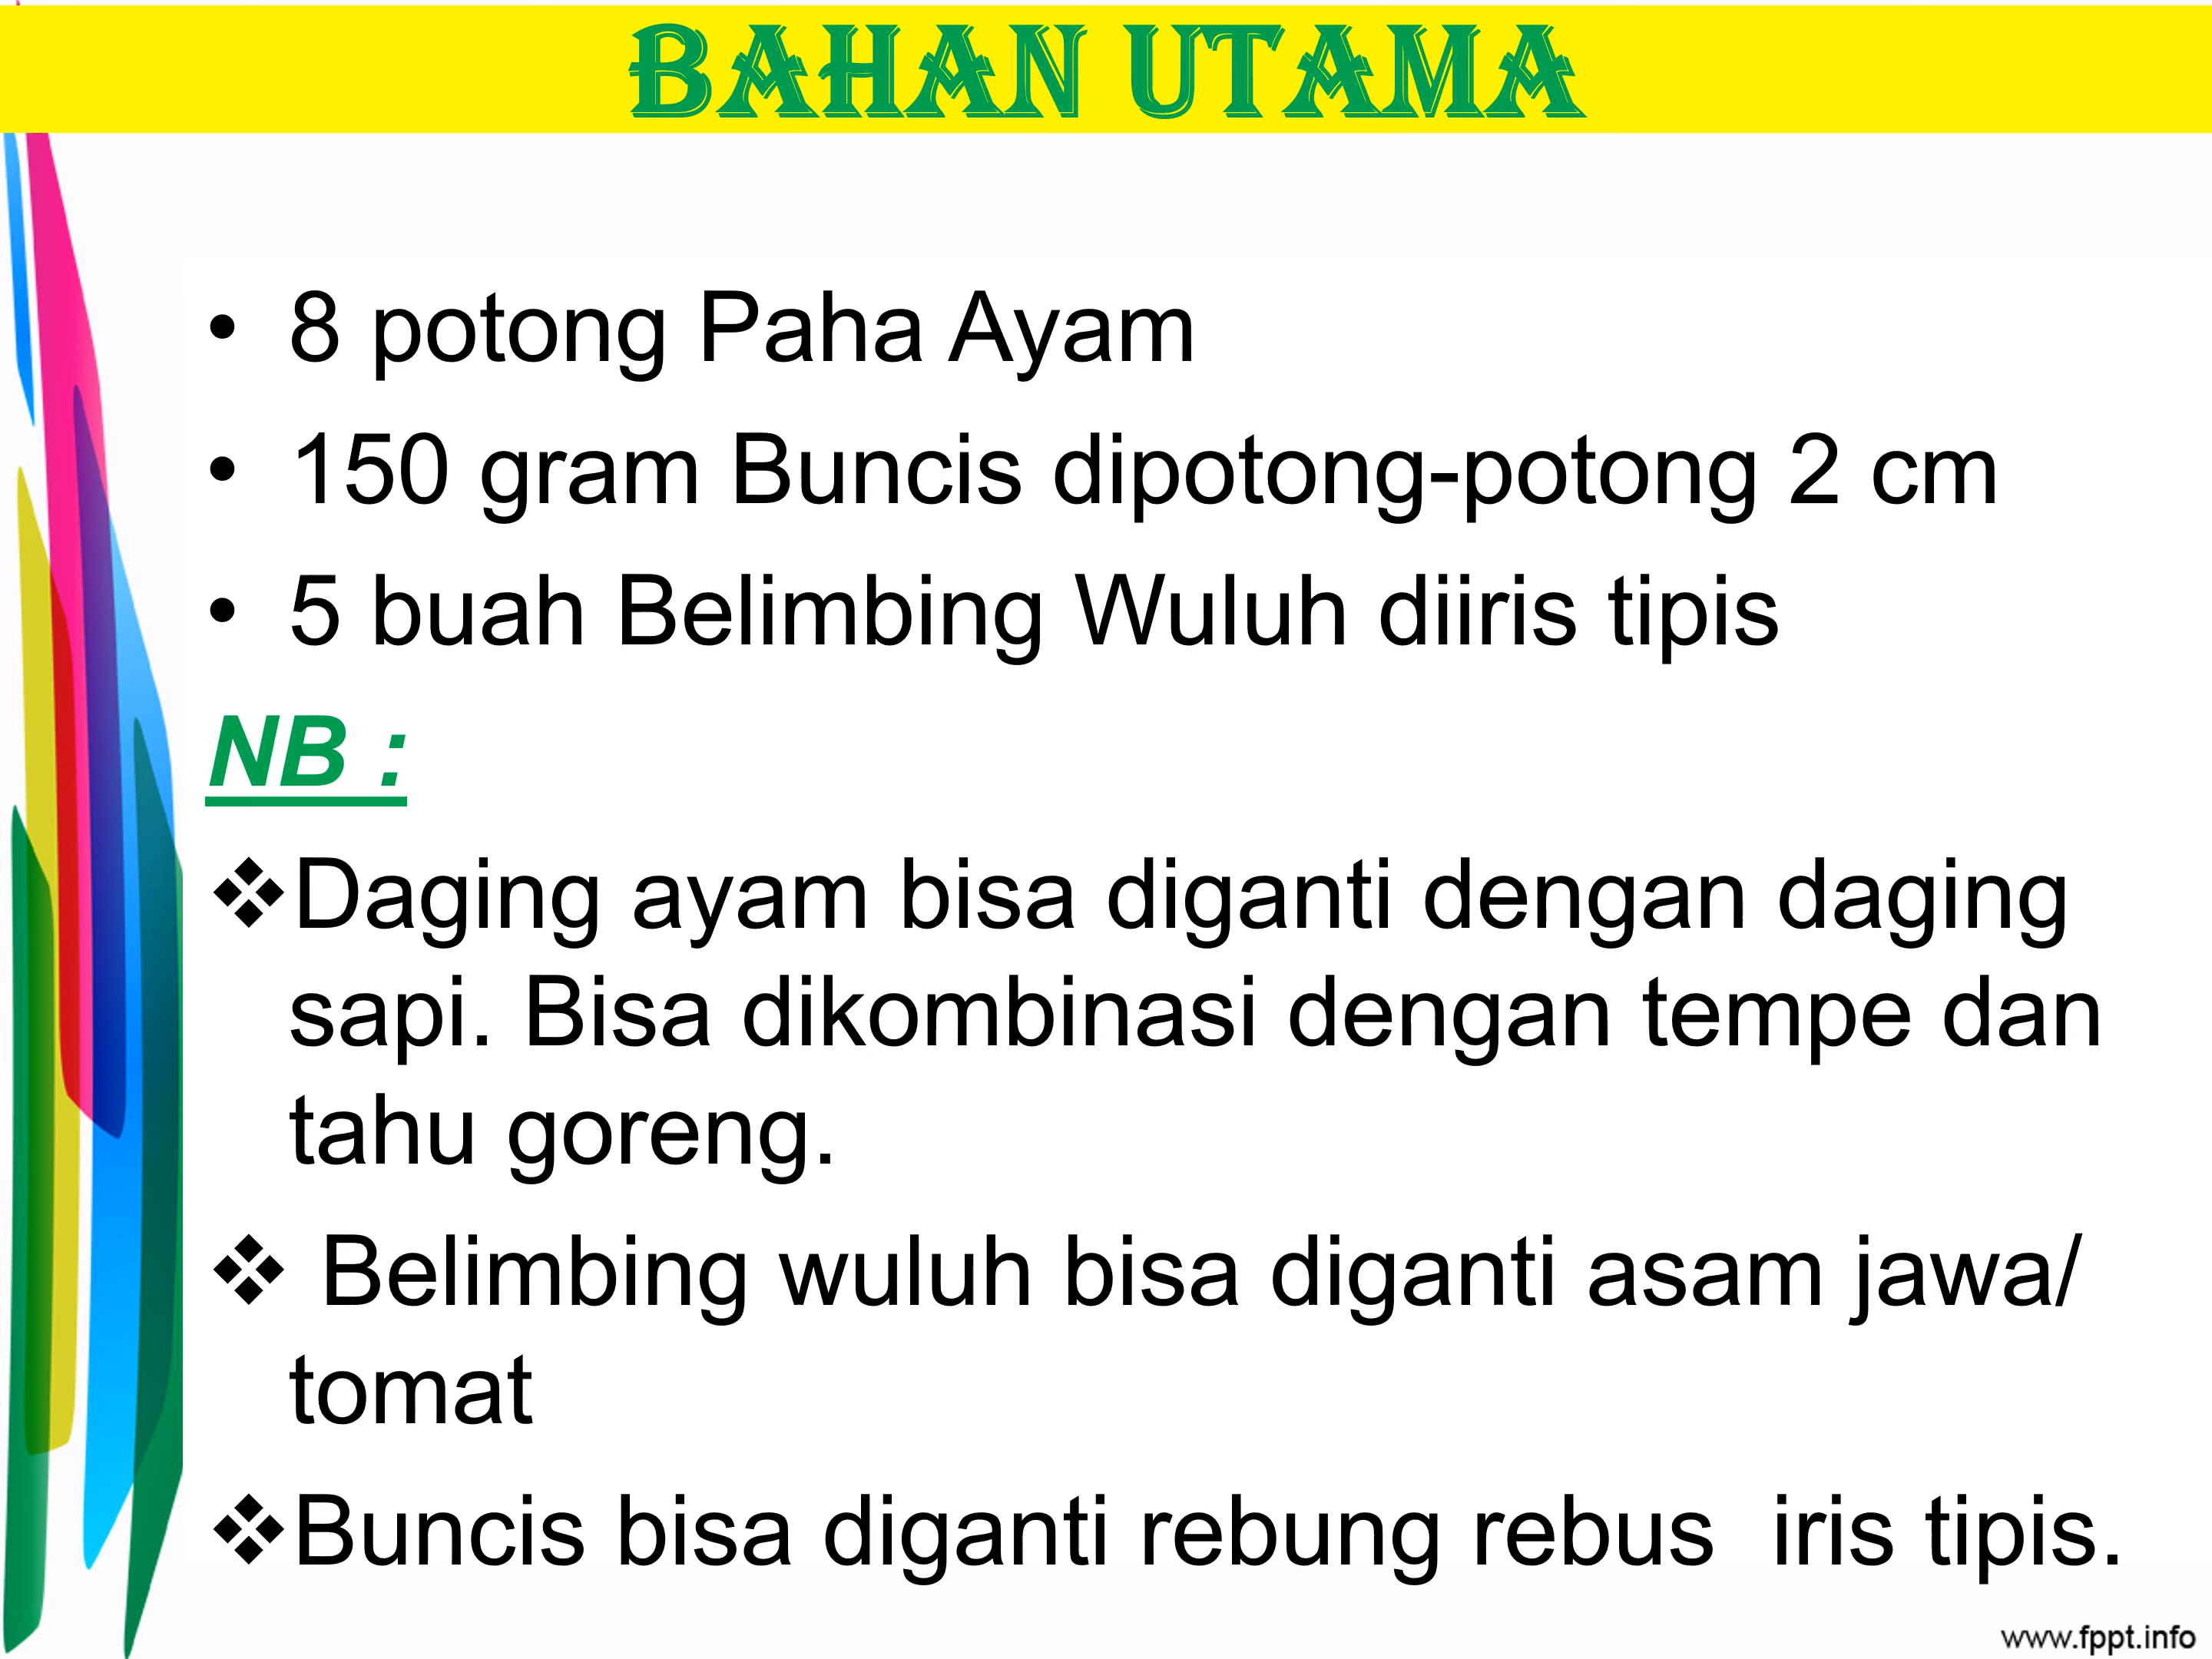 BAHAN UTAMA
• 8 potong Paha Ayam
• 150 gram Buncis dipotong-potong 2 cm
• 5 buah Belimbing Wuluh diiris tipis
NB :
❖Daging ayam bisa diganti dengan daging
sapi. Bisa dikombinasi dengan tempe dan
tahu goreng.
❖ Belimbing wuluh bisa diganti asam jawa/
tomat
❖Buncis bisa diganti rebung rebus  iris tipis.
www.fppt.info